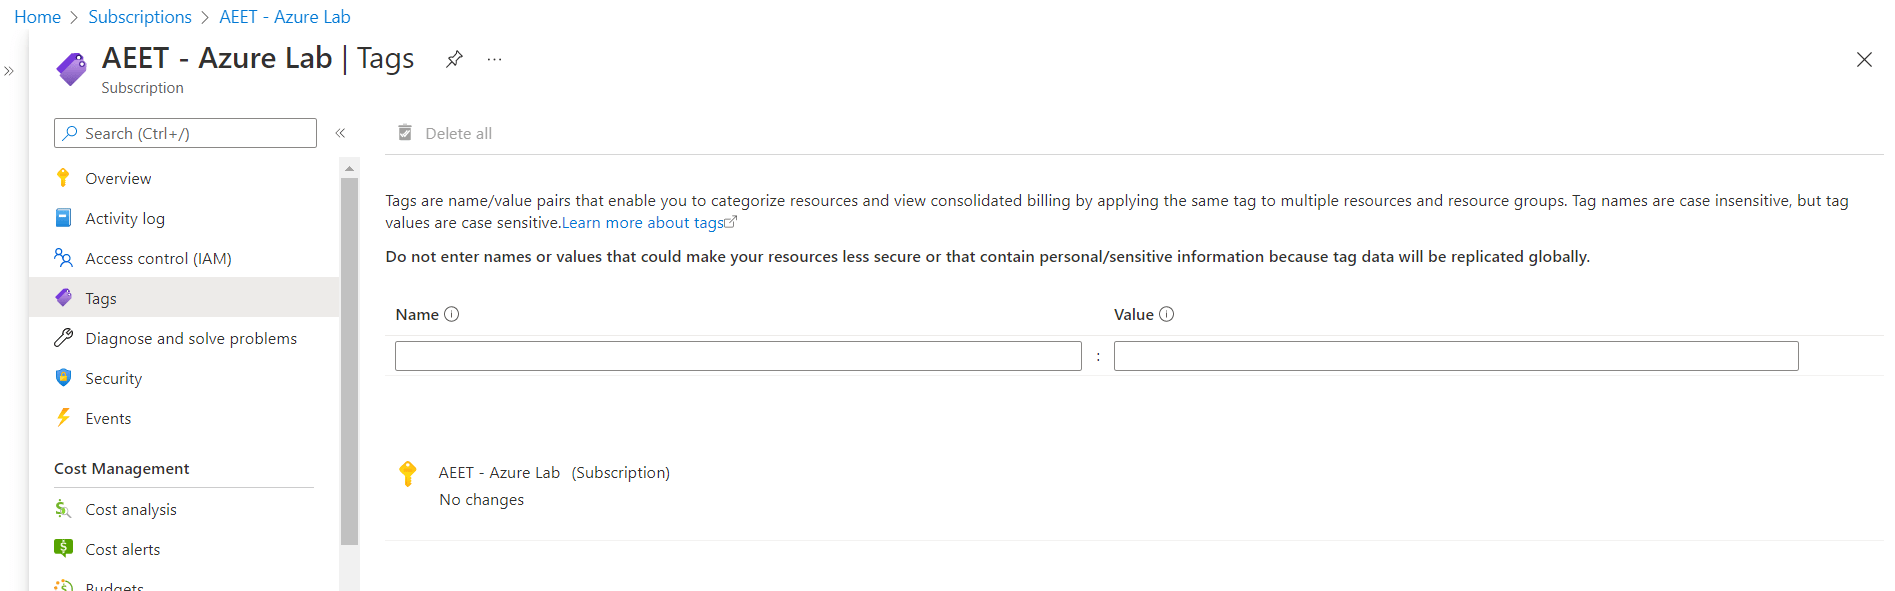 Home > Subscriptions > AEET - Azure Lab
AEET - Azure Lab | Tags
Subscription
Search (Ctrl+/)
Overview
Activity log
Access control (IAM)
Tags
Diagnose and solve problems
Security
Events
Cost Management
Cost analysis
Cost alerts
Budgets
Delete all
Tags are name/value pairs that enable you to categorize resources and view consolidated billing by applying the same tag to multiple resources and resource groups. Tag names are case insensitive, but tag
values are case sensitive.Learn more about tags
Do not enter names or values that could make your resources less secure or that contain personal/sensitive information because tag data will be replicated globally.
Name Value
:
AEET - Azure Lab (Subscription)
No changes